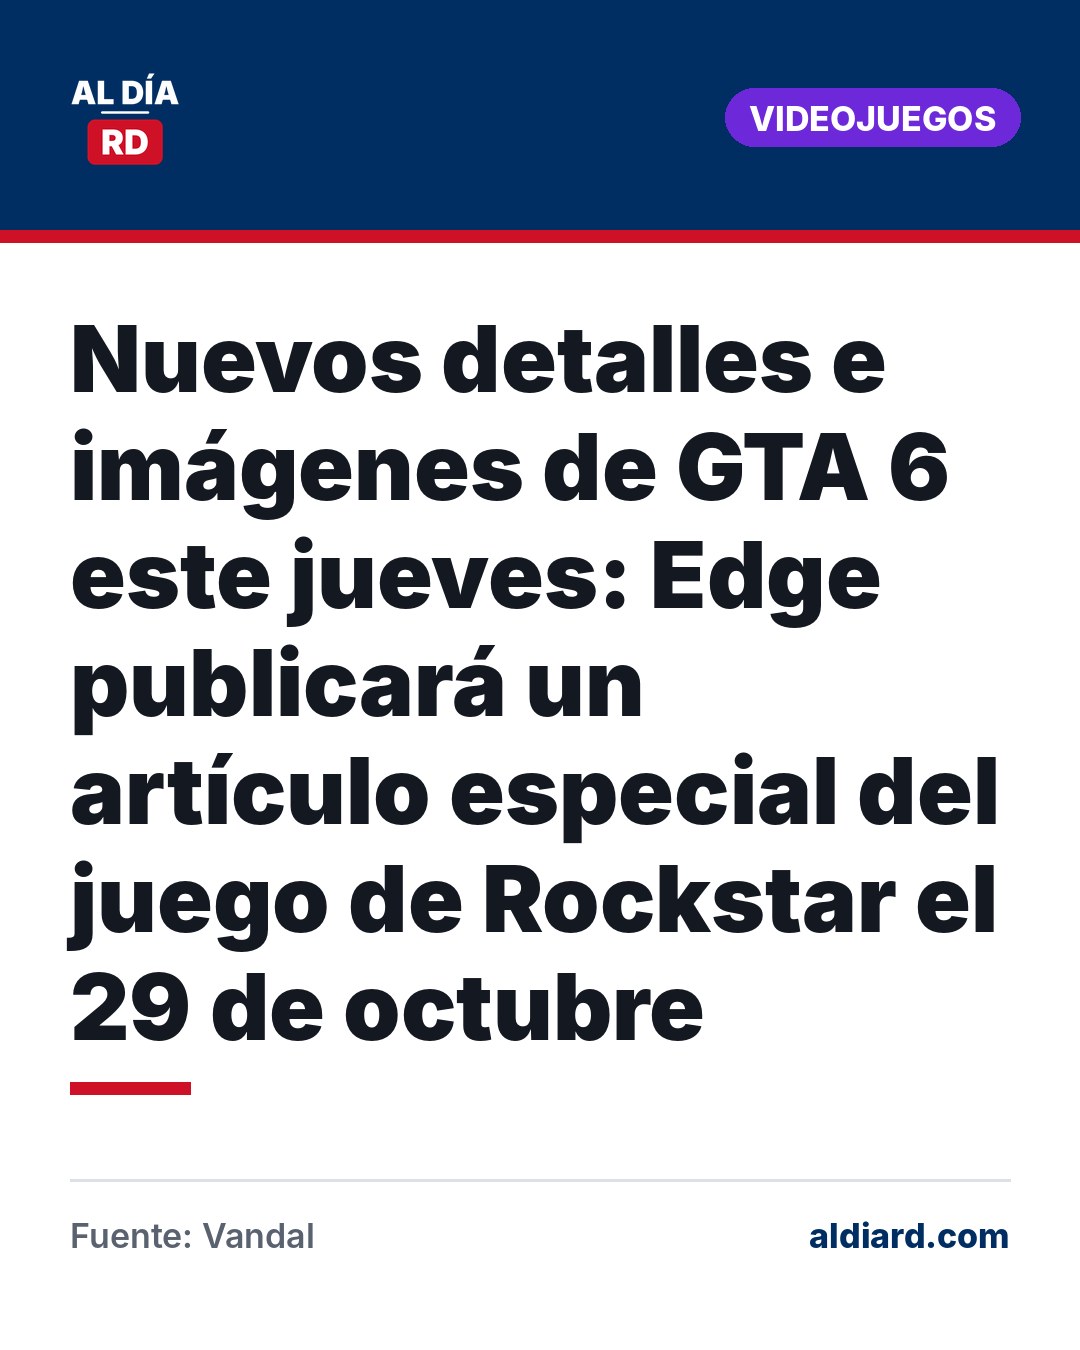 AL DÍA
RD
VIDEOJUEGOS
Nuevos detalles e
imágenes de GTA 6
este jueves: Edge
publicará un
artículo especial del
juego de Rockstar el
29 de octubre
Fuente: Vandal
aldiard.com